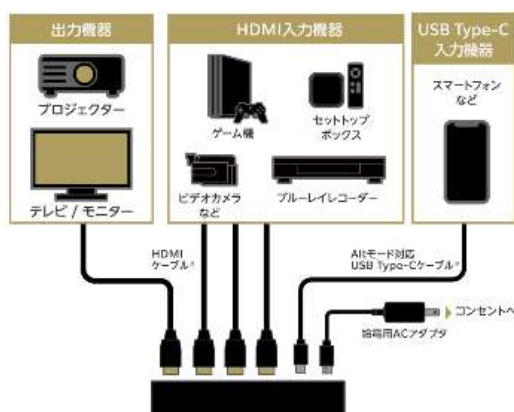 出力機器
プロジェクター
テレビ / モニター
HDMI入力機器
ゲーム機
セットトップ
ボックス
ビデオカメラ
など
ブルーレイレコーダー
USB Type-C
入力機器
スマートフォン
など
HDMI
ケーブル※
Altモード対応
USB Type-Cケーブル※
コンセントへ
給電用ACアダプタ